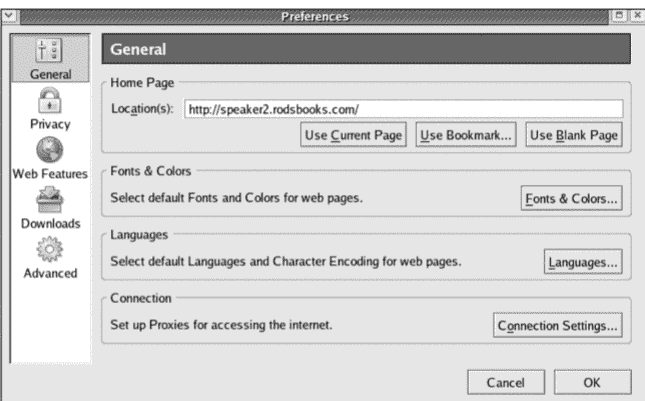 Preferences
General
Privacy
Web Features
Downloads
Advanced
General
Home Page
Location(s): http://speaker2.rodsbooks.com/
Use Current Page Use Bookmark... Use Blank Page
Fonts & Colors
Select default Fonts and Colors for web pages. Fonts & Colors...
Languages
Select default Languages and Character Encoding for web pages. Languages...
Connection
Set up Proxies for accessing the internet. Connection Settings...
Cancel OK